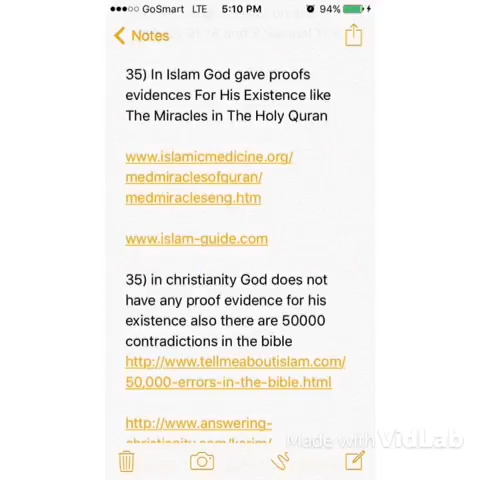 GoSmart LTE 5:10 PM 94%
Notes
35) In Islam God gave proofs
evidences For His Existence like
The Miracles in The Holy Quran
www.islamicmedicine.org/
medmiraclesofquran/
medmiracleseng.htm
www.islam-guide.com
35) in christianity God does not
have any proof evidence for his
existence also there are 50000
contradictions in the bible
http://www.tellmeaboutislam.com/
50,000-errors-in-the-bible.html
http://www.answering-
christianity.com/karim/
Made with VidLab